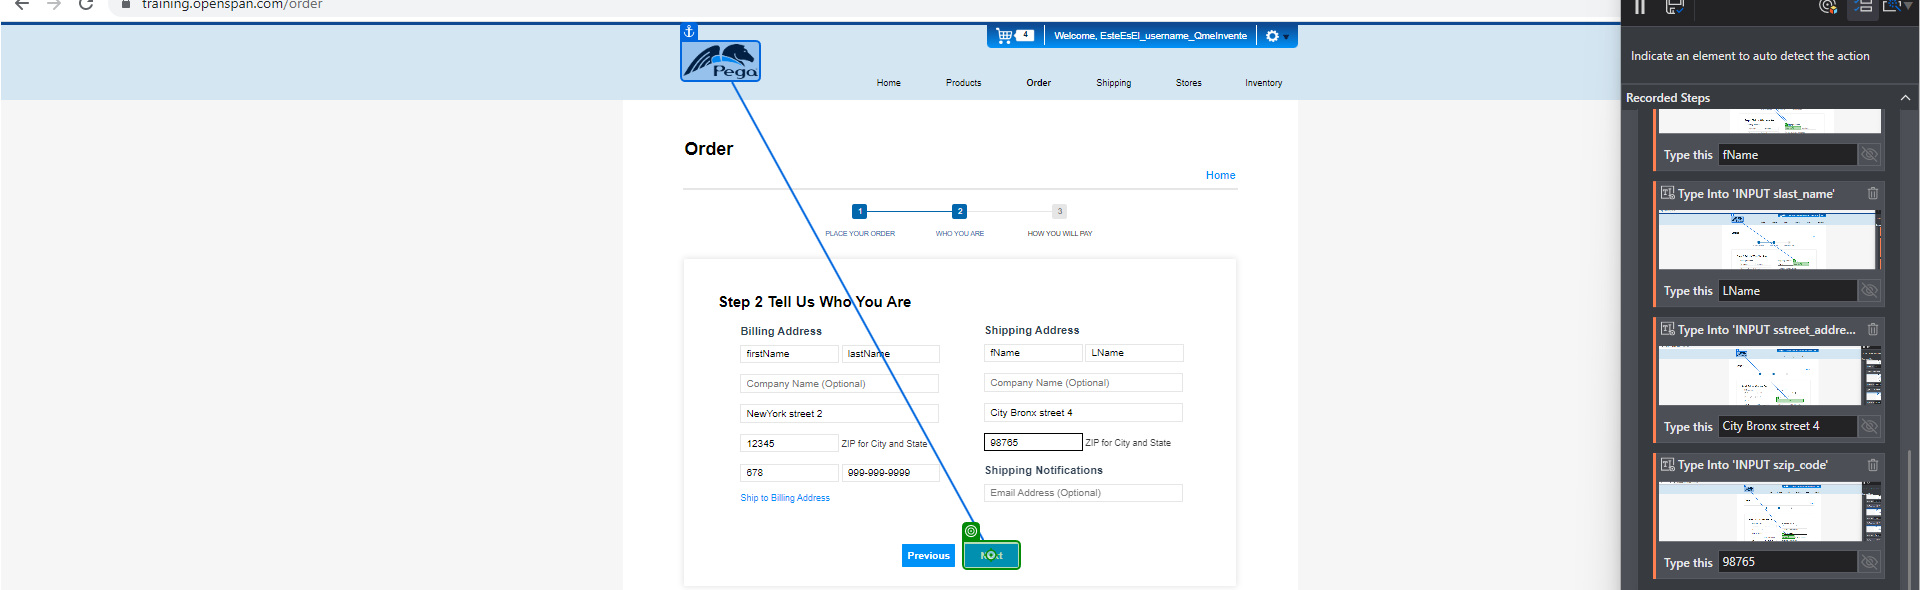 training.openspan.com/order
4 Welcome, EsteEsEl_username_QmeInvente
Pega
Home Products Order Shipping Stores Inventory
Order
Home
1 2 3
PLACE YOUR ORDER WHO YOU ARE HOW YOU WILL PAY
Step 2 Tell Us Who You Are
Billing Address
firstName lastName
Company Name (Optional)
NewYork street 2
12345 ZIP for City and State
678 999-999-9999
Ship to Billing Address
Shipping Address
fName LName
Company Name (Optional)
City Bronx street 4
98765 ZIP for City and State
Shipping Notifications
Email Address (Optional)
Previous Next
Indicate an element to auto detect the action
Recorded Steps
Type this fName
Type Into 'INPUT slast_name'
Type this LName
Type Into 'INPUT sstreet_addre...
Type this City Bronx street 4
Type Into 'INPUT szip_code'
Type this 98765